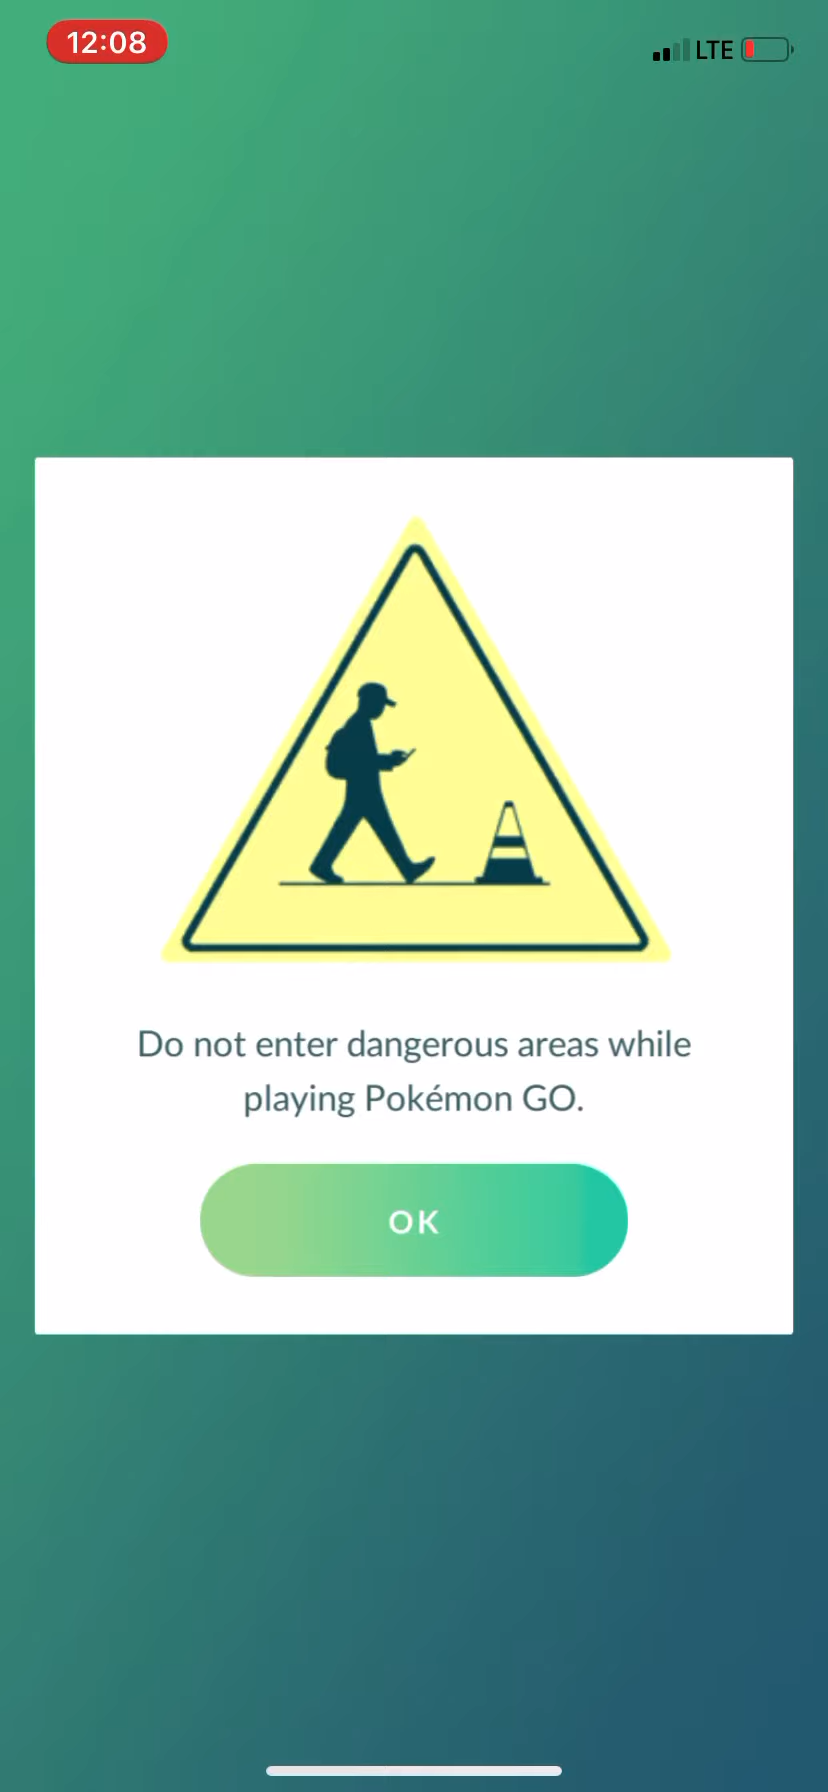 12:08
LTE
Do not enter dangerous areas while
playing Pokémon GO.
OK